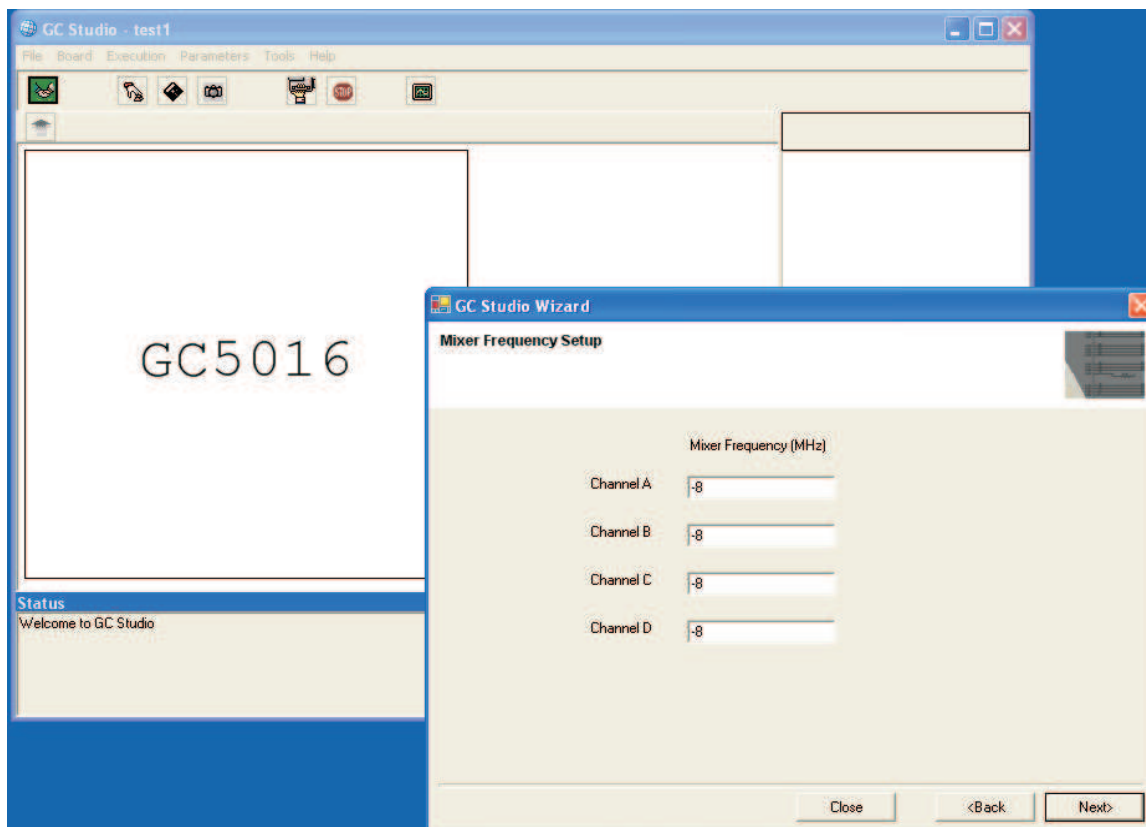 GC Studio - test1
File Board Execution Parameters Tools Help
STOP
GC5016
Status
Welcome to GC Studio
GC Studio Wizard
Mixer Frequency Setup
Mixer Frequency (MHz)
Channel A -8
Channel B -8
Channel C -8
Channel D -8
Close <Back Next>